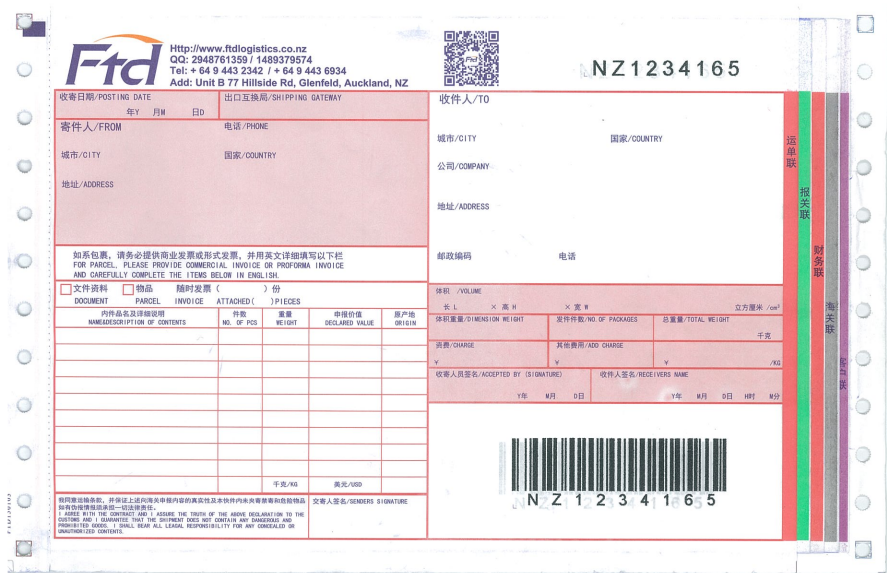 Ftd
Http://www.ftdlogistics.co.nz
QQ: 2948761359 / 1489379574
Tel: + 64 9 443 2342 / + 64 9 443 6934
Add: Unit B 77 Hillside Rd, Glenfeld, Auckland, NZ
NZ1234165
收寄日期/POSTING DATE
年Y 月M 日D
出口互换局/SHIPPING GATEWAY
寄件人/FROM
电话/PHONE
城市/CITY
国家/COUNTRY
地址/ADDRESS
如系包裹，请务必提供商业发票或形式发票，并用英文详细填写以下栏
FOR PARCEL, PLEASE PROVIDE COMMERCIAL INVOICE OR PROFORMA INVOICE
AND CAREFULLY COMPLETE THE ITEMS BELOW IN ENGLISH.
文件资料 物品 随时发票（ ）份
DOCUMENT PARCEL INVOICE ATTACHED( )PIECES
内件品名及详细说明
NAME&DESCRIPTION OF CONTENTS
件数
NO. OF PCS
重量
WEIGHT
申报价值
DECLARED VALUE
原产地
ORIGIN
千克/KG
美元/USD
我同意运输条款，并保证上述向海关申报内容的真实性及本快件内未夹寄禁寄和危险物品
如有伪报情报须承担一切法律责任。
I AGREE WITH THE CONTRACT AND I ASSURE THE TRUTH OF THE ABOVE DECLARATION TO THE
CUSTOMS AND I GUARANTEE THAT THE SHIPMENT DOES NOT CONTAIN ANY DANGEROUS AND
PROHIBITED GOODS. I SHALL BEAR ALL LEAGAL RESPONSIBILITY FOR ANY CONCEALED OR
UNAUTHORIZED CONTENTS.
交寄人签名/SENDERS SIGNATURE
收件人/TO
城市/CITY
国家/COUNTRY
公司/COMPANY
地址/ADDRESS
邮政编码
电话
体积 /VOLUME
长 L × 高 H × 宽 W 立方厘米 /cm³
体积重量/DIMENSION WEIGHT
发件件数/NO.OF PACKAGES
总重量/TOTAL WEIGHT
千克
资费/CHARGE
¥
其他费用/ADD CHARGE
¥
¥ /KG
收寄人员签名/ACCEPTED BY (SIGNATURE)
Y年 M月 D日
收件人签名/RECEIVERS NAME
Y年 M月 D日 H时 M分
NZ12341655
运单联
报关联
财务联
海关联
客户联